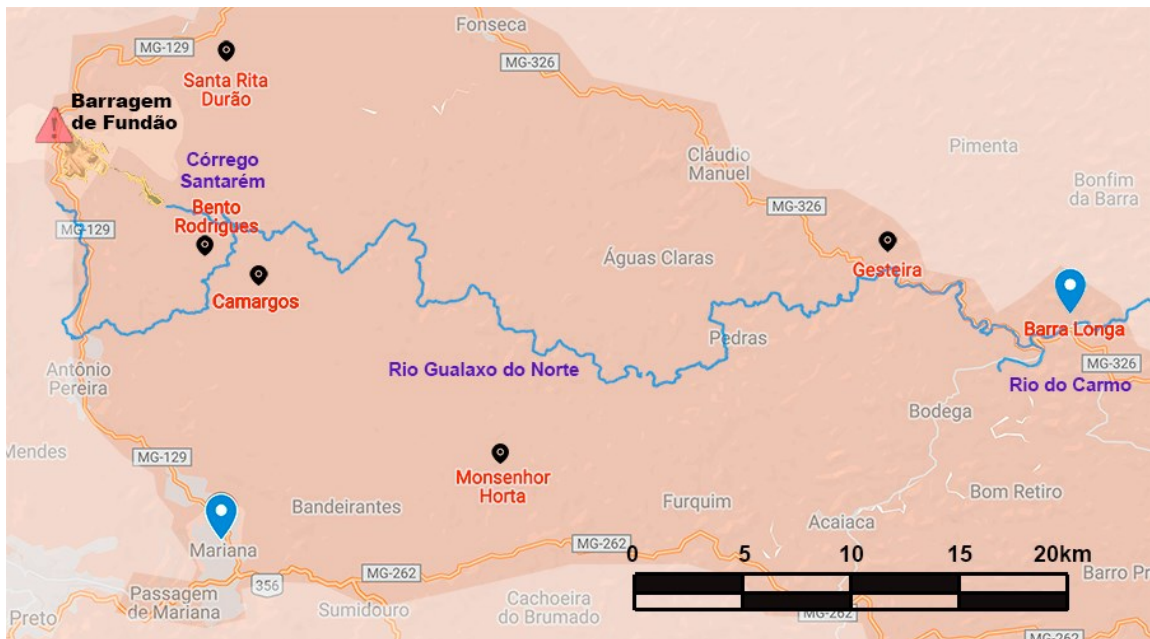 Fonseca
MG-129
MG-326
Santa Rita
Durão
Barragem
de Fundão
Pimenta
Córrego
Santarém
Cláudio
Manuel
Bonfim
da Barra
Bento
Rodrigues
MG-326
MG-129
Águas Claras
Gesteira
Camargos
Barra Longa
Pedras
MG-326
Rio Gualaxo do Norte
Rio do Carmo
Antônio
Pereira
Bodega
Mendes
MG-129
Monsenhor
Horta
Bom Retiro
Bandeirantes
Furquim
Acaiaca
Mariana
MG-262
0 5 10 15 20km
MG-262
356
Barro Pr
Passagem
de Mariana
Preto
Sumidouro
Cachoeira
do Brumado
MG-262
MG-262